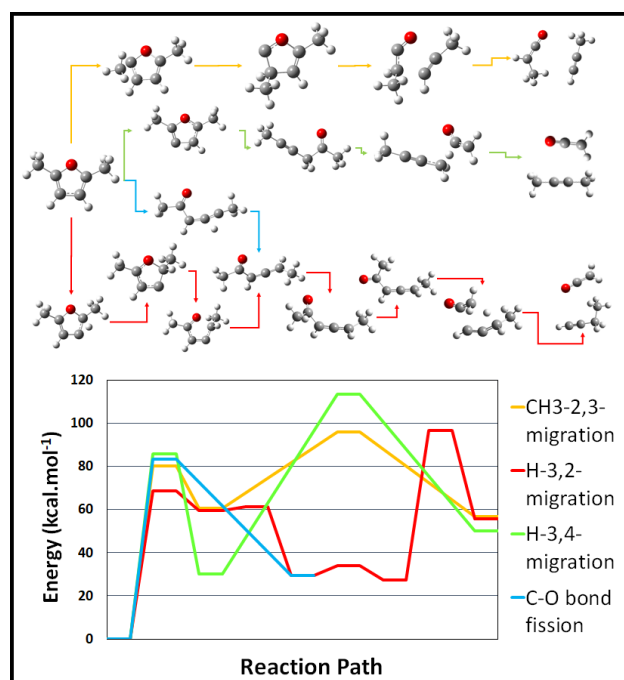 120
100
80
60
40
20
0
Energy (kcal.mol-1)
Reaction Path
CH3-2,3-
migration
H-3,2-
migration
H-3,4-
migration
C-O bond
fission